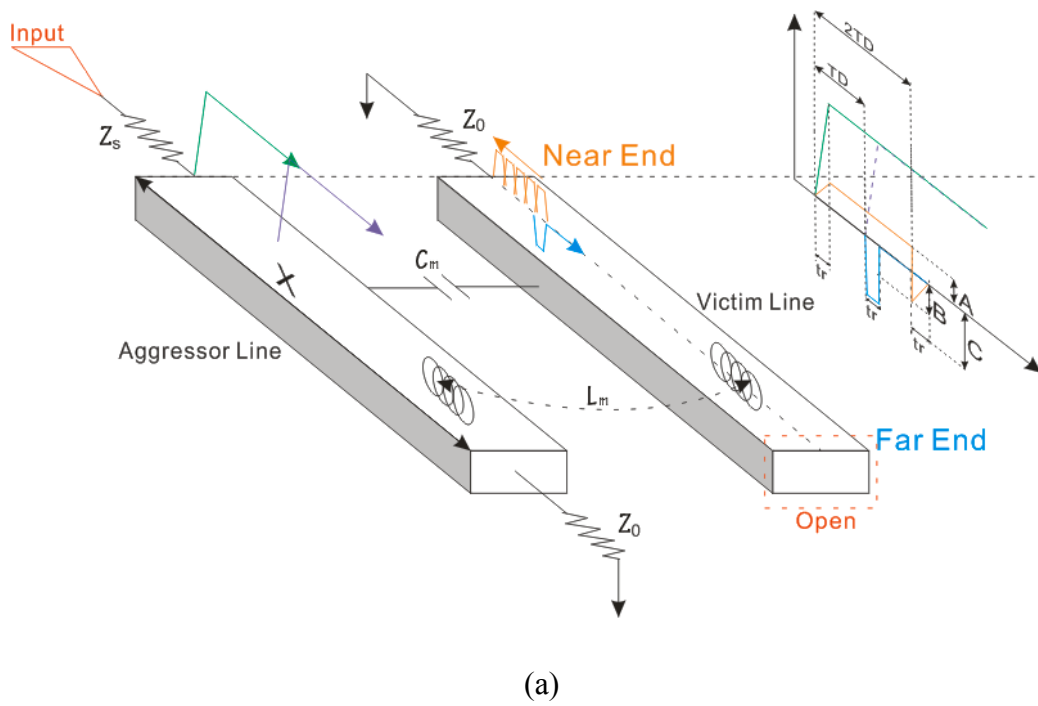 Input
Zs
Z0
Near End
2TD
TD
tr
tr
tr
A
B
C
Cm
X
Victim Line
Aggressor Line
Lm
Far End
Open
Z0
(a)